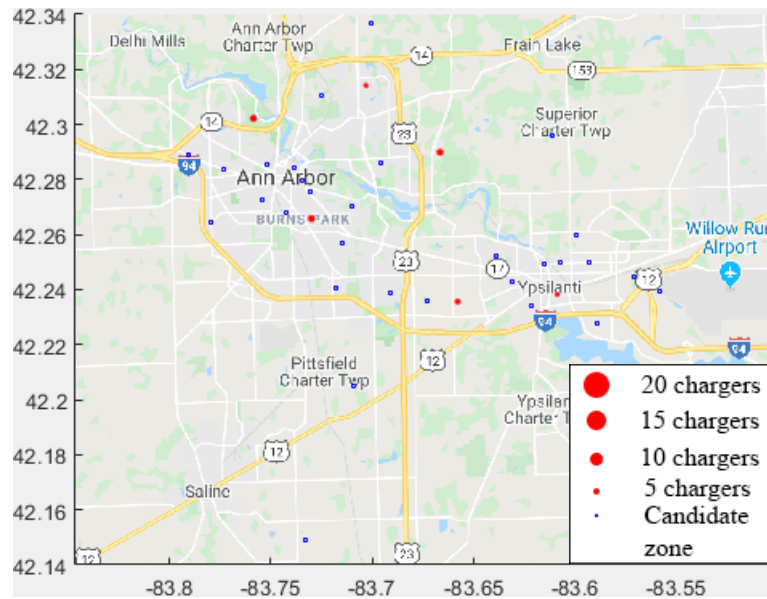 42.34
42.32
42.3
42.28
42.26
42.24
42.22
42.2
42.18
42.16
42.14
Delhi Mills
Ann Arbor
Charter Twp
14
Frain Lake
153
14
23
Superior
Charter Twp
94
Ann Arbor
BURNS PARK
23
17
Willow Run
Airport
12
Ypsilanti
94
94
12
Pittsfield
Charter Twp
Ypsilanti
Charter T
12
Saline
12
23
20 chargers
15 chargers
10 chargers
5 chargers
Candidate
zone
-83.8
-83.75
-83.7
-83.65
-83.6
-83.55